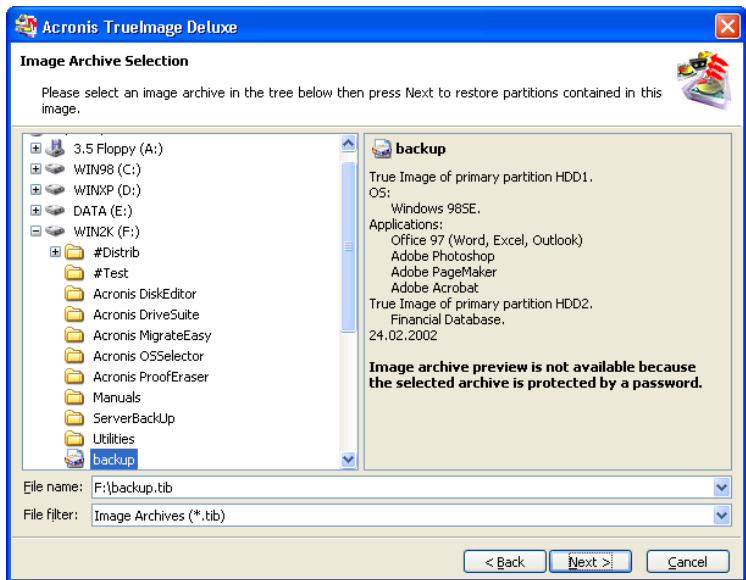 Acronis TrueImage Deluxe
Image Archive Selection
Please select an image archive in the tree below then press Next to restore partitions contained in this
image.
3.5 Floppy (A:)
WIN98 (C:)
WINXP (D:)
DATA (E:)
WIN2K (F:)
#Distrib
#Test
Acronis DiskEditor
Acronis DriveSuite
Acronis MigrateEasy
Acronis OSSelector
Acronis ProofEraser
Manuals
ServerBackUp
Utilities
backup
backup
True Image of primary partition HDD1.
OS:
Windows 98SE.
Applications:
Office 97 (Word, Excel, Outlook)
Adobe Photoshop
Adobe PageMaker
Adobe Acrobat
True Image of primary partition HDD2.
Financial Database.
24.02.2002
Image archive preview is not available because
the selected archive is protected by a password.
File name: F:\backup.tib
File filter: Image Archives (*.tib)
< Back Next > Cancel